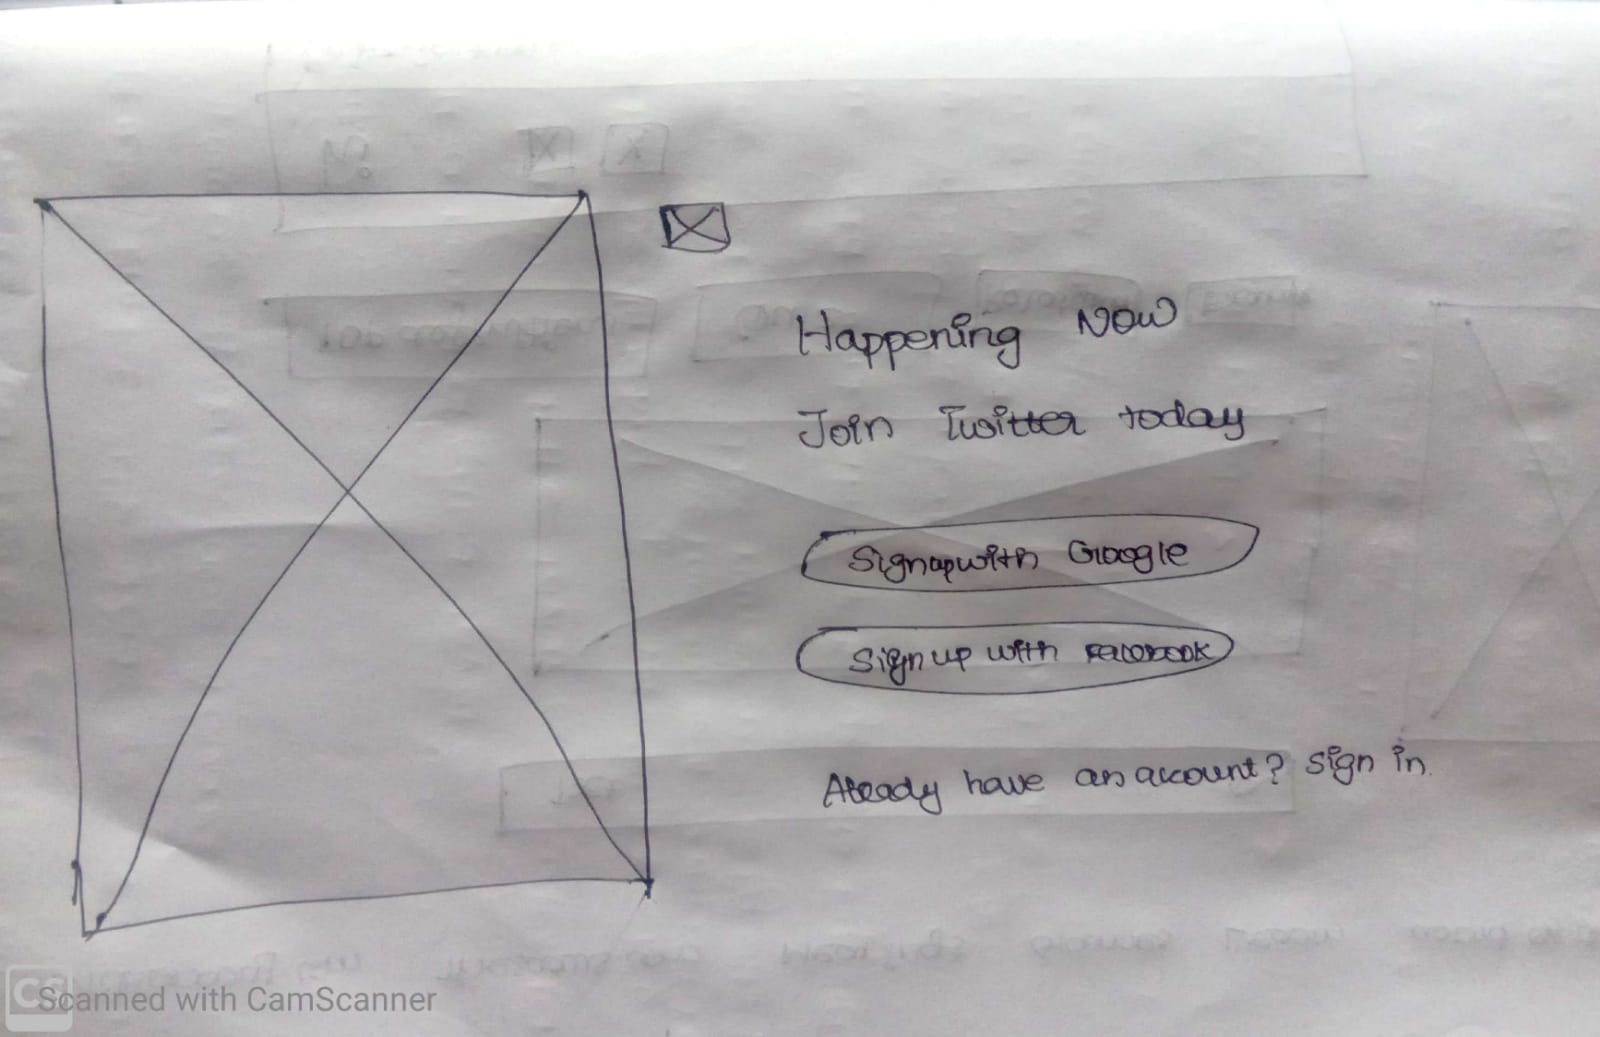 Happening Now
Join Twitter today
Signupwith Google
Sign up with Facebook
Already have an account? Sign in.
CS Scanned with CamScanner